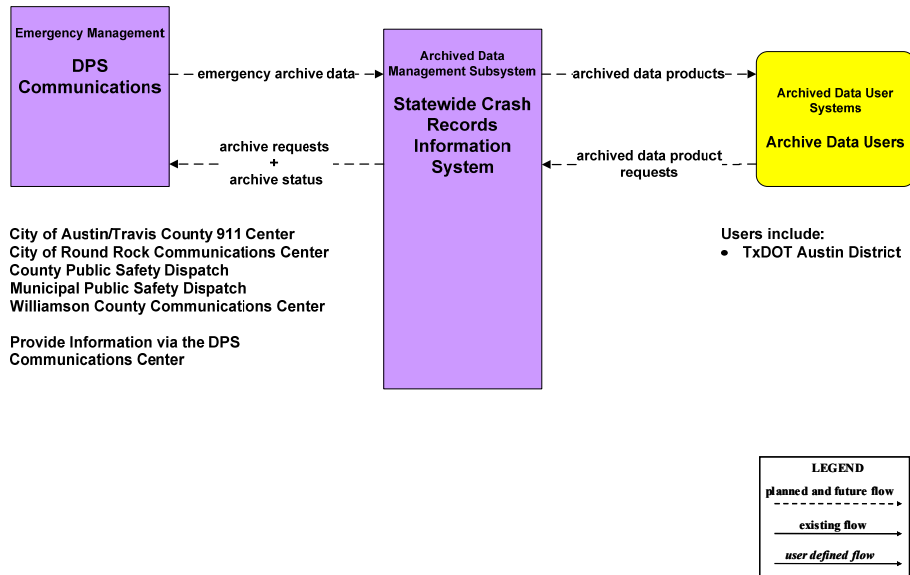 Emergency Management
DPS
Communications
emergency archive data
archive requests
+
archive status
Archived Data
Management Subsystem
Statewide Crash
Records
Information
System
archived data products
archived data product
requests
Archived Data User
Systems
Archive Data Users
City of Austin/Travis County 911 Center
City of Round Rock Communications Center
County Public Safety Dispatch
Municipal Public Safety Dispatch
Williamson County Communications Center
Provide Information via the DPS
Communications Center
Users include:
• TxDOT Austin District
LEGEND
planned and future flow
existing flow
user defined flow